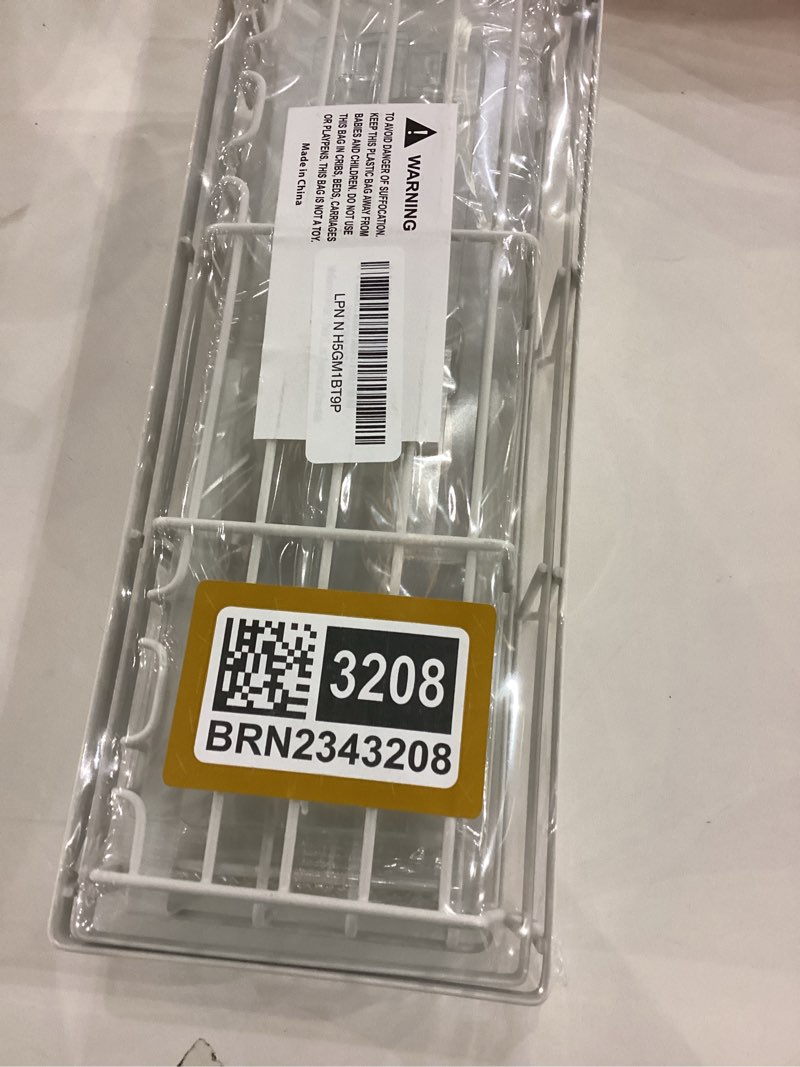 WARNING
TO AVOID DANGER OF SUFFOCATION.
KEEP THIS PLASTIC BAG AWAY FROM
BABIES AND CHILDREN. DO NOT USE
THIS BAG IN CRIBS, BEDS, CARRIAGES
OR PLAYPENS. THIS BAG IS NOT A TOY.
Made in China
LPN N H5GM1BT9P
3208
BRN2343208